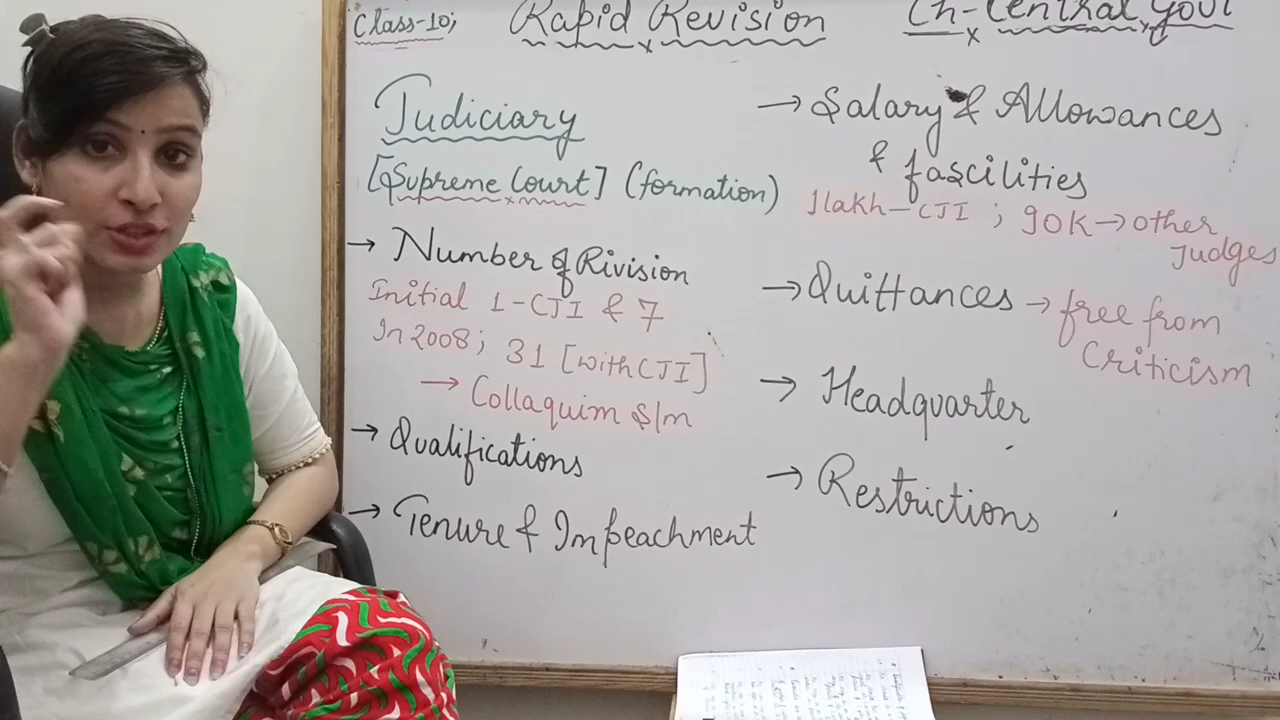 Class-10;
Rapid Revision
Ch- Central Govt
Judiciary
[Supreme Court] (formation)
→ Number of Rivision
Initial 1-CJI & 7
In 2008; 31 [with CJI]
→ Collaquim S/m
→ Qualifications
→ Tenure & Impeachment
→ Salary & Allowances
& fascilities
1lakh-CJI ; 90K→other
Judges
→ Quittances → free from
Criticism
→ Headquarter
→ Restrictions